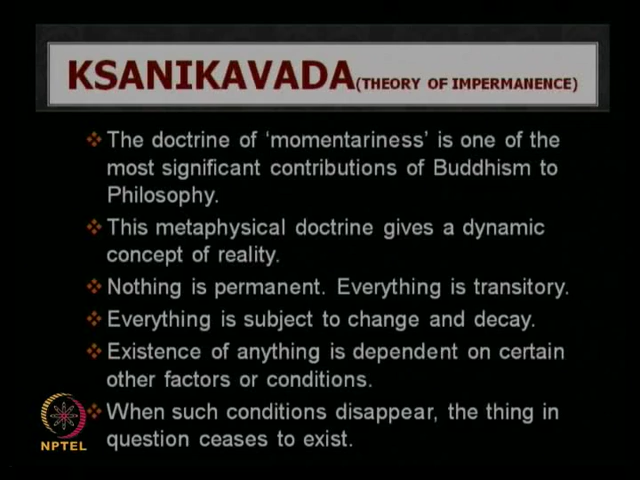 KSANIKAVADA(THEORY OF IMPERMANENCE)
The doctrine of 'momentariness' is one of the
most significant contributions of Buddhism to
Philosophy.
This metaphysical doctrine gives a dynamic
concept of reality.
Nothing is permanent. Everything is transitory.
Everything is subject to change and decay.
Existence of anything is dependent on certain
other factors or conditions.
When such conditions disappear, the thing in
question ceases to exist.
NPTEL